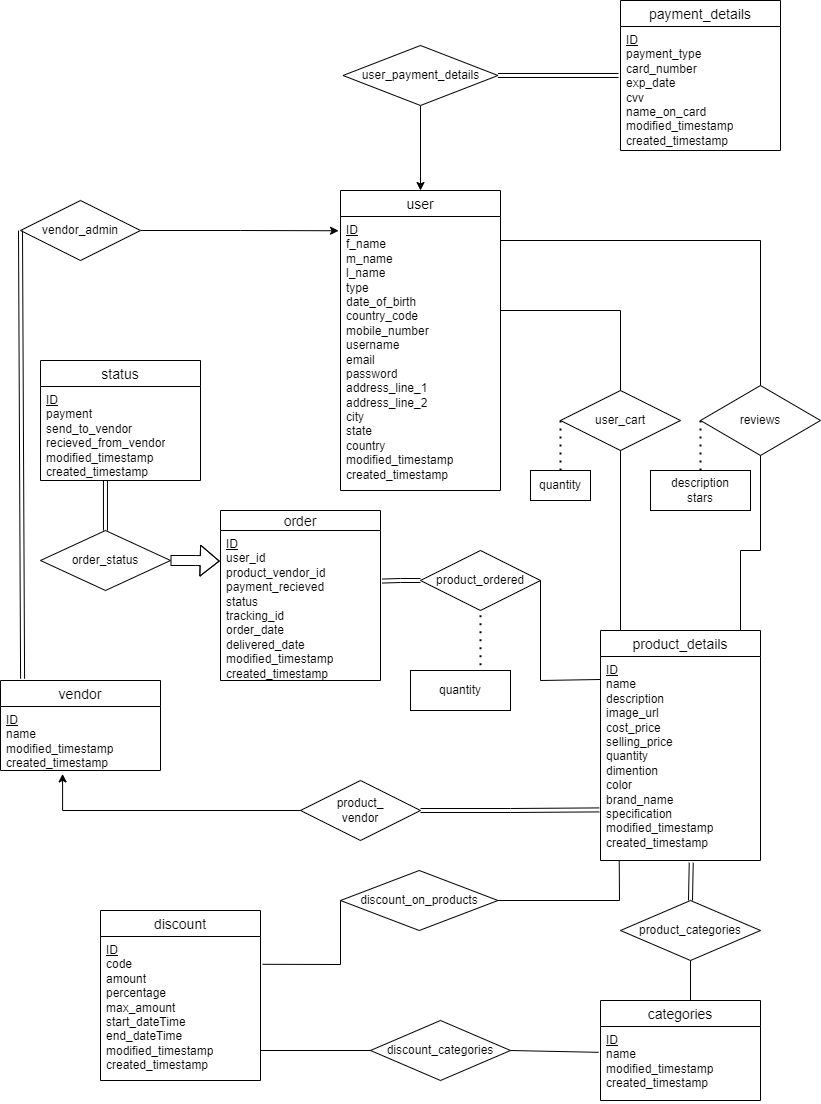 payment_details
ID
payment_type
card_number
exp_date
cvv
name_on_card
modified_timestamp
created_timestamp
user_payment_details
user
ID
f_name
m_name
l_name
type
date_of_birth
country_code
mobile_number
username
email
password
address_line_1
address_line_2
city
state
country
modified_timestamp
created_timestamp
vendor_admin
status
ID
payment
send_to_vendor
recieved_from_vendor
modified_timestamp
created_timestamp
user_cart
reviews
quantity
description
stars
order_status
order
ID
user_id
product_vendor_id
payment_recieved
status
tracking_id
order_date
delivered_date
modified_timestamp
created_timestamp
product_ordered
quantity
product_details
ID
name
description
image_url
cost_price
selling_price
quantity
dimention
color
brand_name
specification
modified_timestamp
created_timestamp
vendor
ID
name
modified_timestamp
created_timestamp
product_
vendor
discount_on_products
product_categories
discount
ID
code
amount
percentage
max_amount
start_dateTime
end_dateTime
modified_timestamp
created_timestamp
discount_categories
categories
ID
name
modified_timestamp
created_timestamp